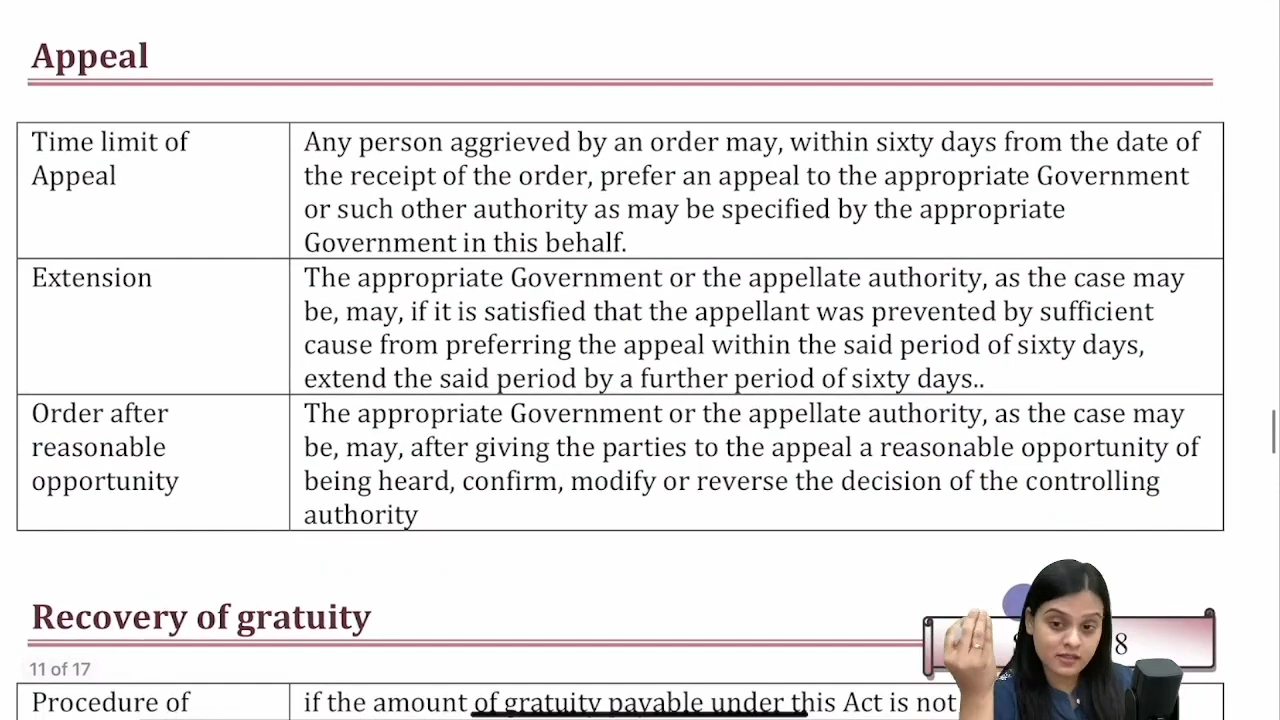 Appeal
Time limit of
Appeal
Any person aggrieved by an order may, within sixty days from the date of
the receipt of the order, prefer an appeal to the appropriate Government
or such other authority as may be specified by the appropriate
Government in this behalf.
Extension
The appropriate Government or the appellate authority, as the case may
be, may, if it is satisfied that the appellant was prevented by sufficient
cause from preferring the appeal within the said period of sixty days,
extend the said period by a further period of sixty days..
Order after
reasonable
opportunity
The appropriate Government or the appellate authority, as the case may
be, may, after giving the parties to the appeal a reasonable opportunity of
being heard, confirm, modify or reverse the decision of the controlling
authority
Recovery of gratuity
8
11 of 17
Procedure of
if the amount of gratuity payable under this Act is not